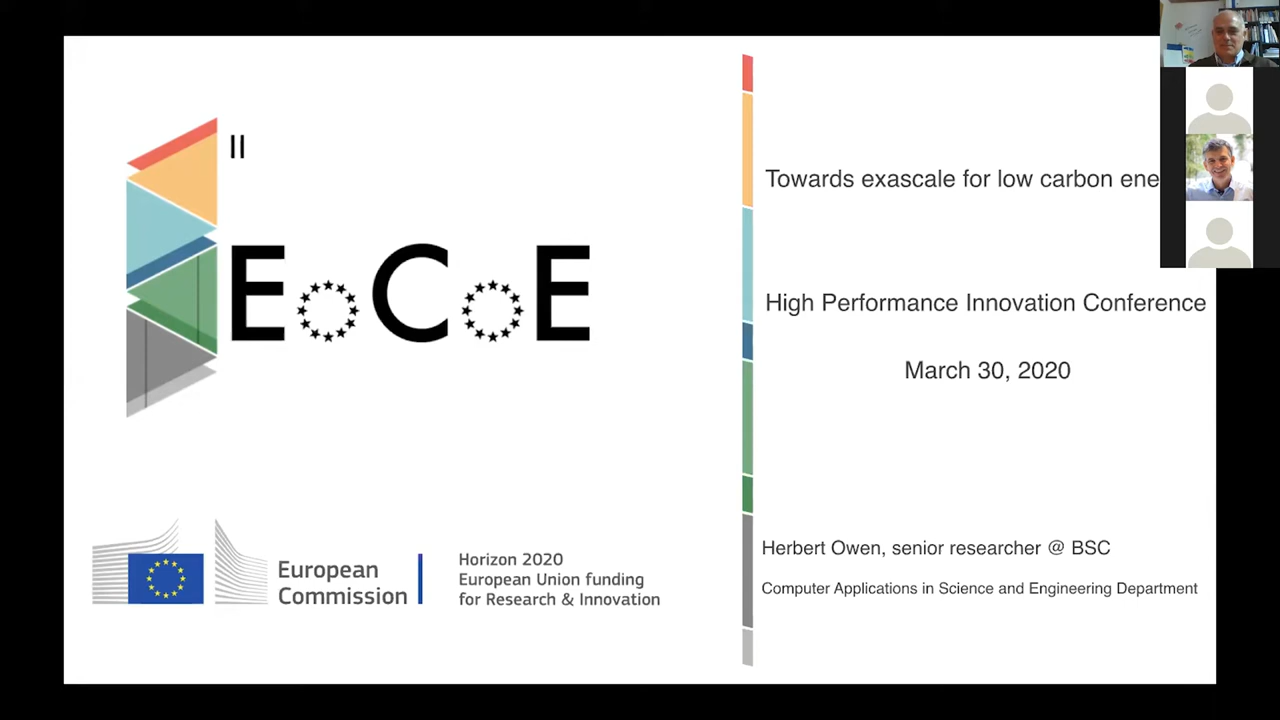 II
EoCoE
European
Commission
Horizon 2020
European Union funding
for Research & Innovation
Towards exascale for low carbon ene
High Performance Innovation Conference
March 30, 2020
Herbert Owen, senior researcher @ BSC
Computer Applications in Science and Engineering Department